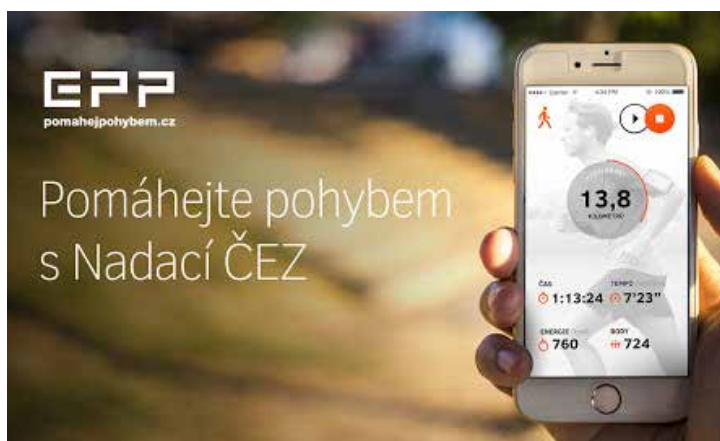 EPP
pomahejpohybem.cz
Pomáhejte pohybem
s Nadací ČEZ
100%
13,8
KILOMETRŮ
ČAS
TEMPO
1:13:24
7'23"
ENERGIE
BODY
760
724